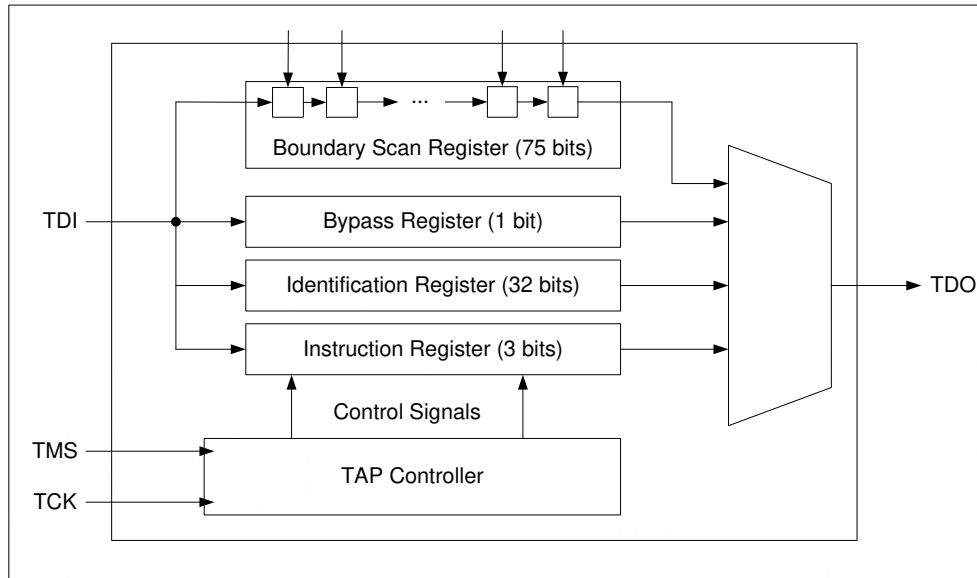 ...
Boundary Scan Register (75 bits)
TDI
Bypass Register (1 bit)
Identification Register (32 bits)
TDO
Instruction Register (3 bits)
Control Signals
TMS
TAP Controller
TCK